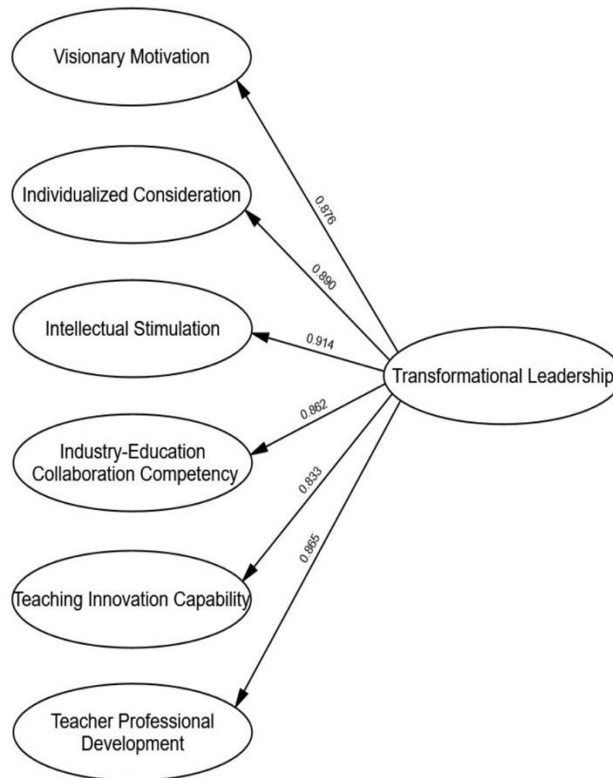 Visionary Motivation
0.876
Individualized Consideration
0.890
Intellectual Stimulation
0.914
Transformational Leadership
Industry-Education
Collaboration Competency
0.862
Teaching Innovation Capability
0.833
Teacher Professional
Development
0.865